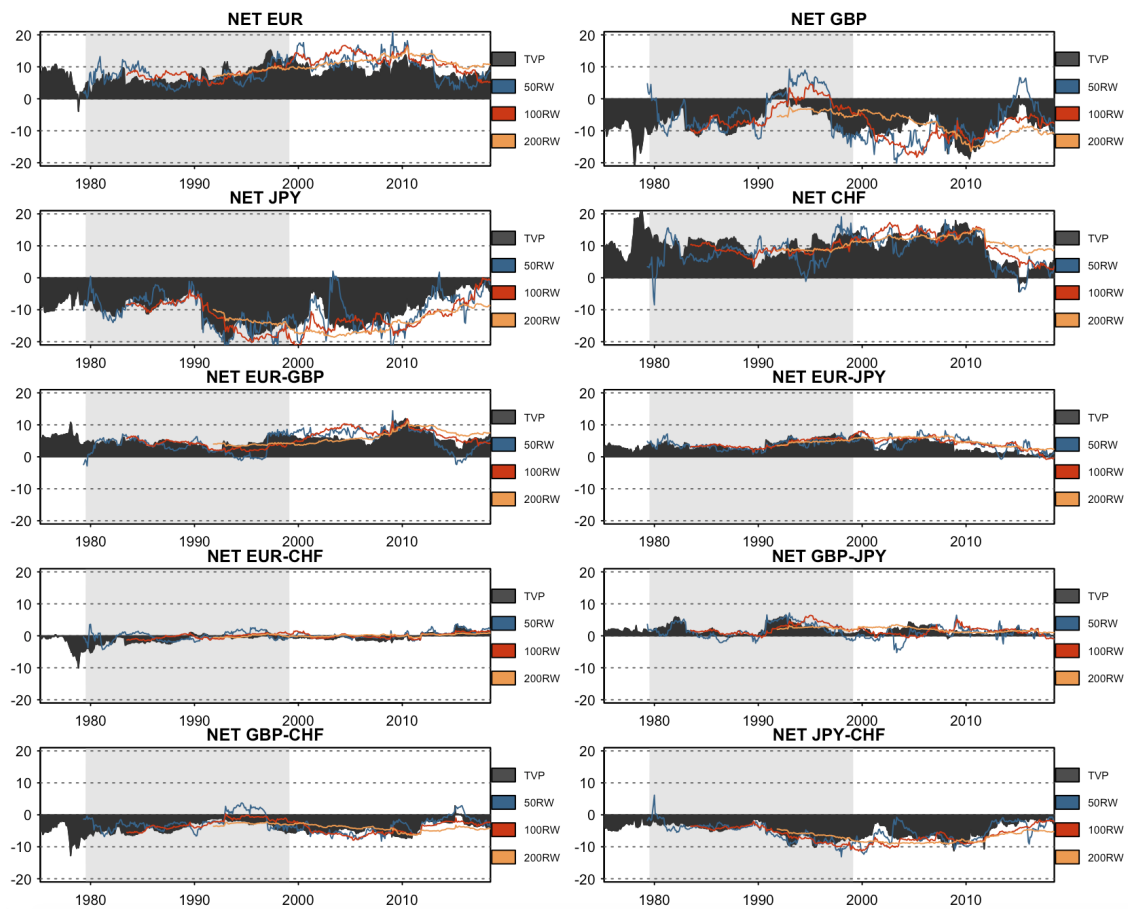 NET EUR
20
10
0
-10
-20
1980 1990 2000 2010
TVP
50RW
100RW
200RW
NET GBP
20
10
0
-10
-20
1980 1990 2000 2010
TVP
50RW
100RW
200RW
NET JPY
20
10
0
-10
-20
1980 1990 2000 2010
TVP
50RW
100RW
200RW
NET CHF
20
10
0
-10
-20
1980 1990 2000 2010
TVP
50RW
100RW
200RW
NET EUR-GBP
20
10
0
-10
-20
1980 1990 2000 2010
TVP
50RW
100RW
200RW
NET EUR-JPY
20
10
0
-10
-20
1980 1990 2000 2010
TVP
50RW
100RW
200RW
NET EUR-CHF
20
10
0
-10
-20
1980 1990 2000 2010
TVP
50RW
100RW
200RW
NET GBP-JPY
20
10
0
-10
-20
1980 1990 2000 2010
TVP
50RW
100RW
200RW
NET GBP-CHF
20
10
0
-10
-20
1980 1990 2000 2010
TVP
50RW
100RW
200RW
NET JPY-CHF
20
10
0
-10
-20
1980 1990 2000 2010
TVP
50RW
100RW
200RW